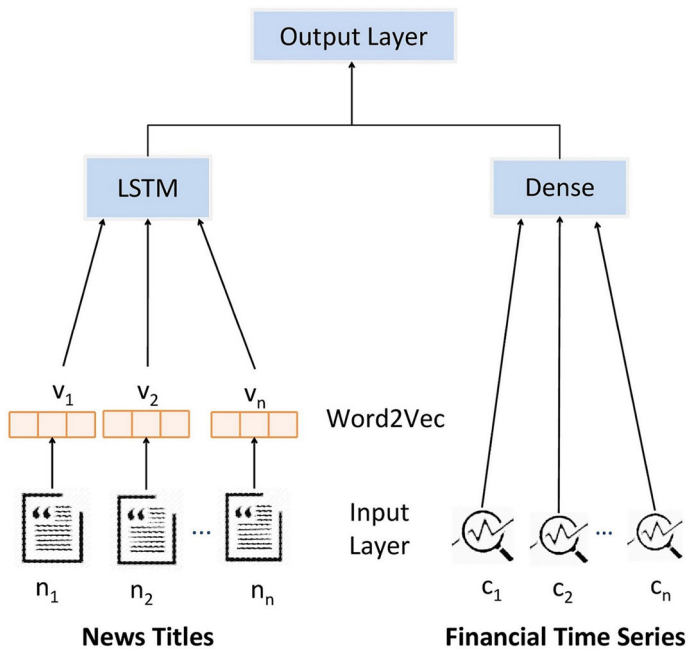 Output Layer
LSTM
Dense
v1
v2
vn
Word2Vec
“
“
...
“
Input
Layer
...
n1
n2
nn
c1
c2
cn
News Titles
Financial Time Series